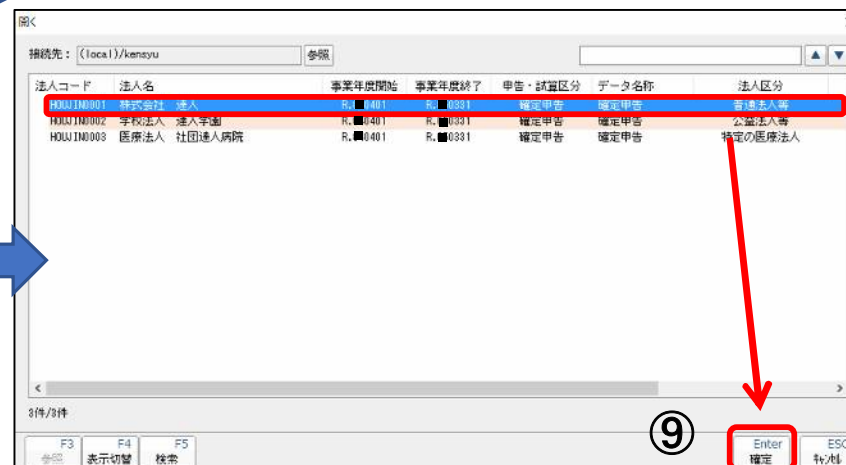 開く
接続先： (local)/kensyu 参照
法人コード 法人名 事業年度開始 事業年度終了 申告・試算区分 データ名称 法人区分
HOUJIN0001 株式会社 達人 R. 0401 R. 0331 確定申告 確定申告 普通法人等
HOUJIN0002 学校法人 達人学園 R. 0401 R. 0331 確定申告 確定申告 公益法人等
HOUJIN0003 医療法人 社団達人病院 R. 0401 R. 0331 確定申告 確定申告 特定の医療法人
3件/3件
⑨
F3 F4 F5 Enter ESC
参照 表示切替 検索 確定 キャンセル